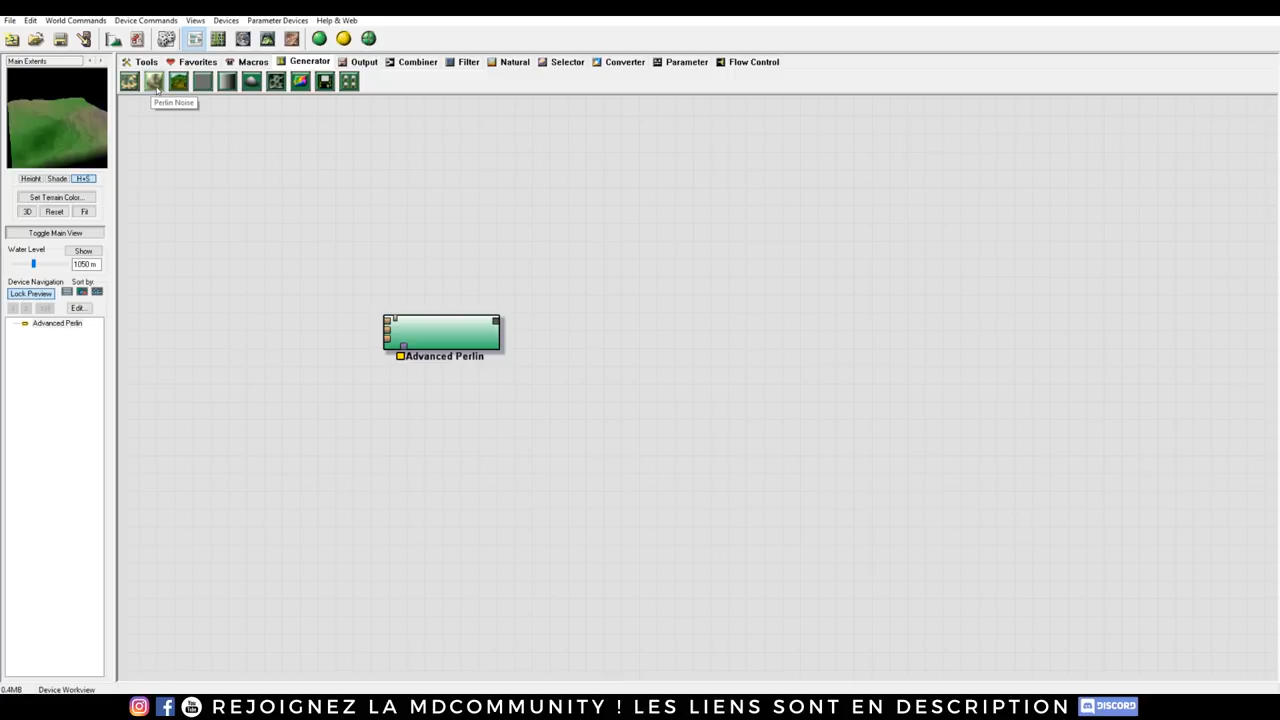 File Edit World Commands Device Commands Views Devices Parameter Devices Help & Web
Main Extents
Tools Favorites Macros Generator Output Combiner Filter Natural Selector Converter Parameter Flow Control
Perlin Noise
Height Shade H+S
Set Terrain Color...
3D Reset Fit
Toggle Main View
Water Level Show
1050 m
Device Navigation Sort by:
Lock Preview
Edit...
Advanced Perlin
Advanced Perlin
0.4MB Device Workview
REJOIGNEZ LA MDCOMMUNITY ! LES LIENS SONT EN DESCRIPTION DISCORD